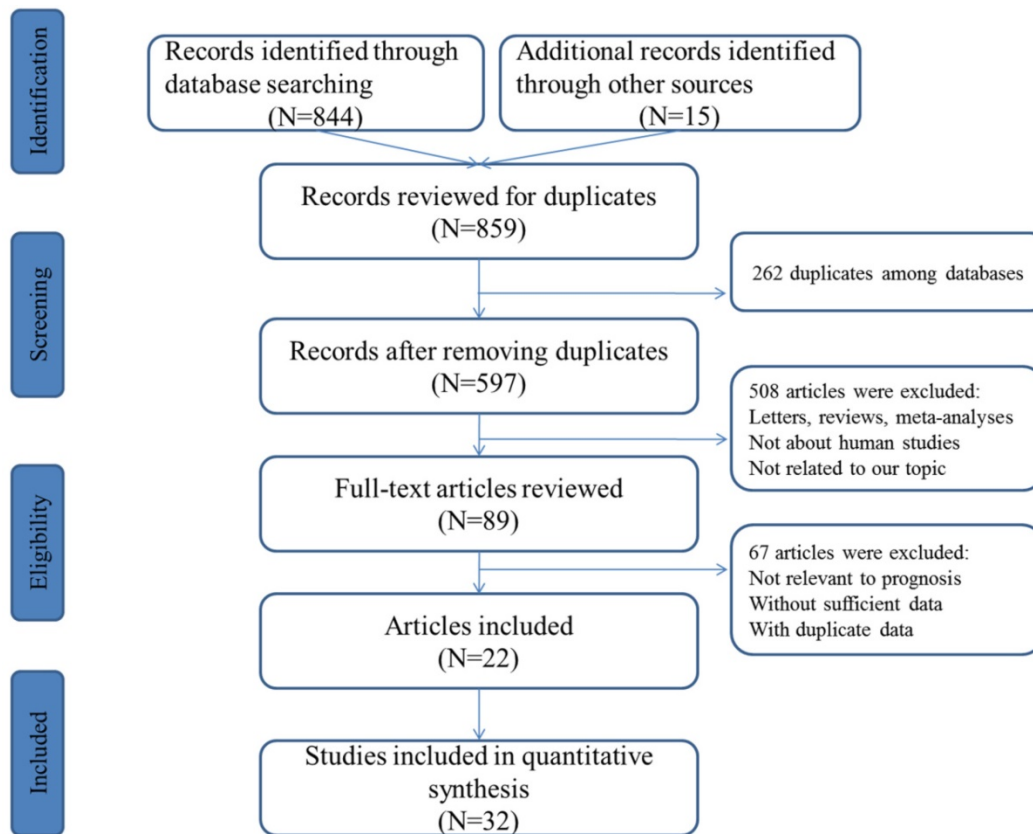 Identification
Records identified through
database searching
(N=844)
Additional records identified
through other sources
(N=15)
Records reviewed for duplicates
(N=859)
Screening
262 duplicates among databases
Records after removing duplicates
(N=597)
508 articles were excluded:
Letters, reviews, meta-analyses
Not about human studies
Not related to our topic
Eligibility
Full-text articles reviewed
(N=89)
67 articles were excluded:
Not relevant to prognosis
Without sufficient data
With duplicate data
Articles included
(N=22)
Included
Studies included in quantitative
synthesis
(N=32)